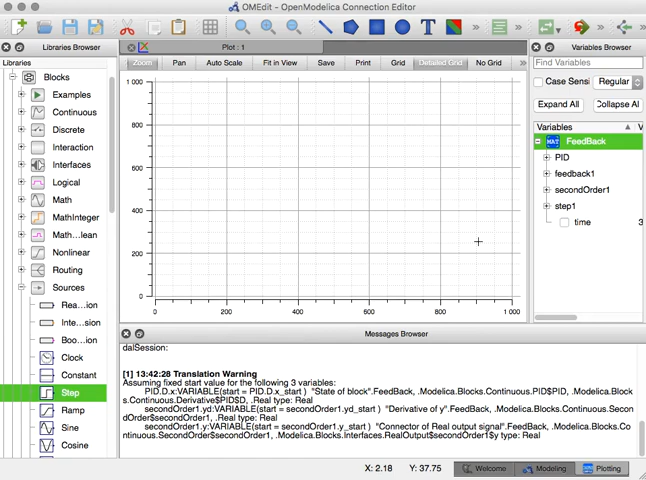 OMEdit - OpenModelica Connection Editor
T
»
»
»
Libraries Browser
Plot : 1
Variables Browser
Libraries
Zoom Pan Auto Scale Fit in View Save Print Grid Detailed Grid No Grid »
Find Variables
Case Sensi Regular
Expand All Collapse Al
Variables
MAT FeedBack
PID
feedback1
secondOrder1
step1
time 3
Blocks
Examples
Continuous
Discrete
Interaction
Interfaces
Logical
Math
MathInteger
Math...lean
Nonlinear
Routing
Sources
Rea...ion
Inte...sion
Boo...ion
Clock
Constant
Step
Ramp
Sine
Cosine
1 000
800
600
400
200
0
0 200 400 600 800 1 000
Messages Browser
dalSession:
[1] 13:42:28 Translation Warning
Assuming fixed start value for the following 3 variables:
PID.D.x:VARIABLE(start = PID.D.x_start ) "State of block".FeedBack, .Modelica.Blocks.Continuous.PID$PID, .Modelica.Block
s.Continuous.Derivative$PID$D, .Real type: Real
secondOrder1.yd:VARIABLE(start = secondOrder1.yd_start ) "Derivative of y".FeedBack, .Modelica.Blocks.Continuous.Secon
dOrder$secondOrder1, .Real type: Real
secondOrder1.y:VARIABLE(start = secondOrder1.y_start ) "Connector of Real output signal".FeedBack, .Modelica.Blocks.Co
ntinuous.SecondOrder$secondOrder1, .Modelica.Blocks.Interfaces.RealOutput$secondOrder1$y type: Real
X: 2.18 Y: 37.75 Welcome Modeling Plotting